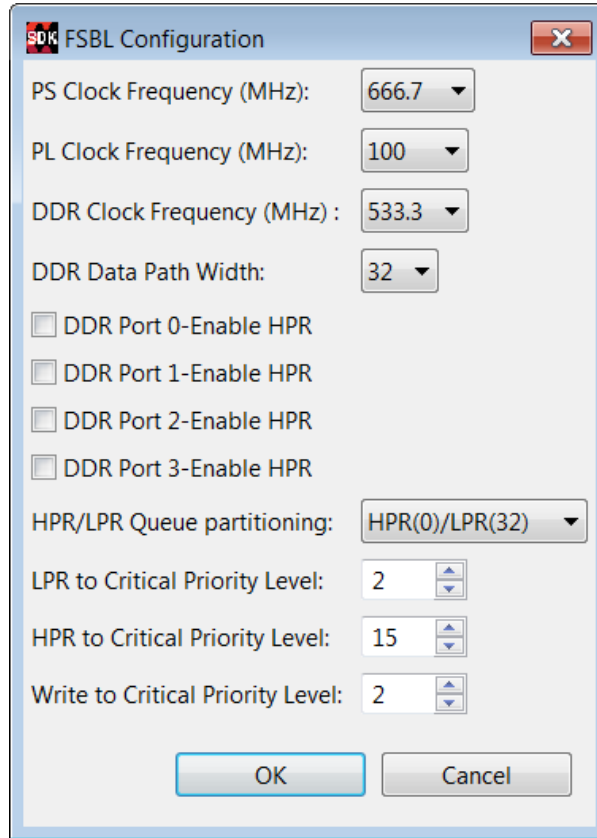 SDK FSBL Configuration
PS Clock Frequency (MHz): 666.7
PL Clock Frequency (MHz): 100
DDR Clock Frequency (MHz) : 533.3
DDR Data Path Width: 32
DDR Port 0-Enable HPR
DDR Port 1-Enable HPR
DDR Port 2-Enable HPR
DDR Port 3-Enable HPR
HPR/LPR Queue partitioning: HPR(0)/LPR(32)
LPR to Critical Priority Level: 2
HPR to Critical Priority Level: 15
Write to Critical Priority Level: 2
OK Cancel